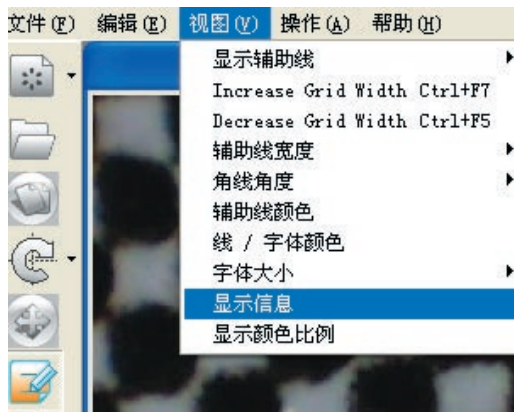 文件(F) 编辑(E) 视图(V) 操作(A) 帮助(H)
显示辅助线
Increase Grid Width Ctrl+F7
Decrease Grid Width Ctrl+F5
辅助线宽度
角线角度
辅助线颜色
线 / 字体颜色
字体大小
显示信息
显示颜色比例